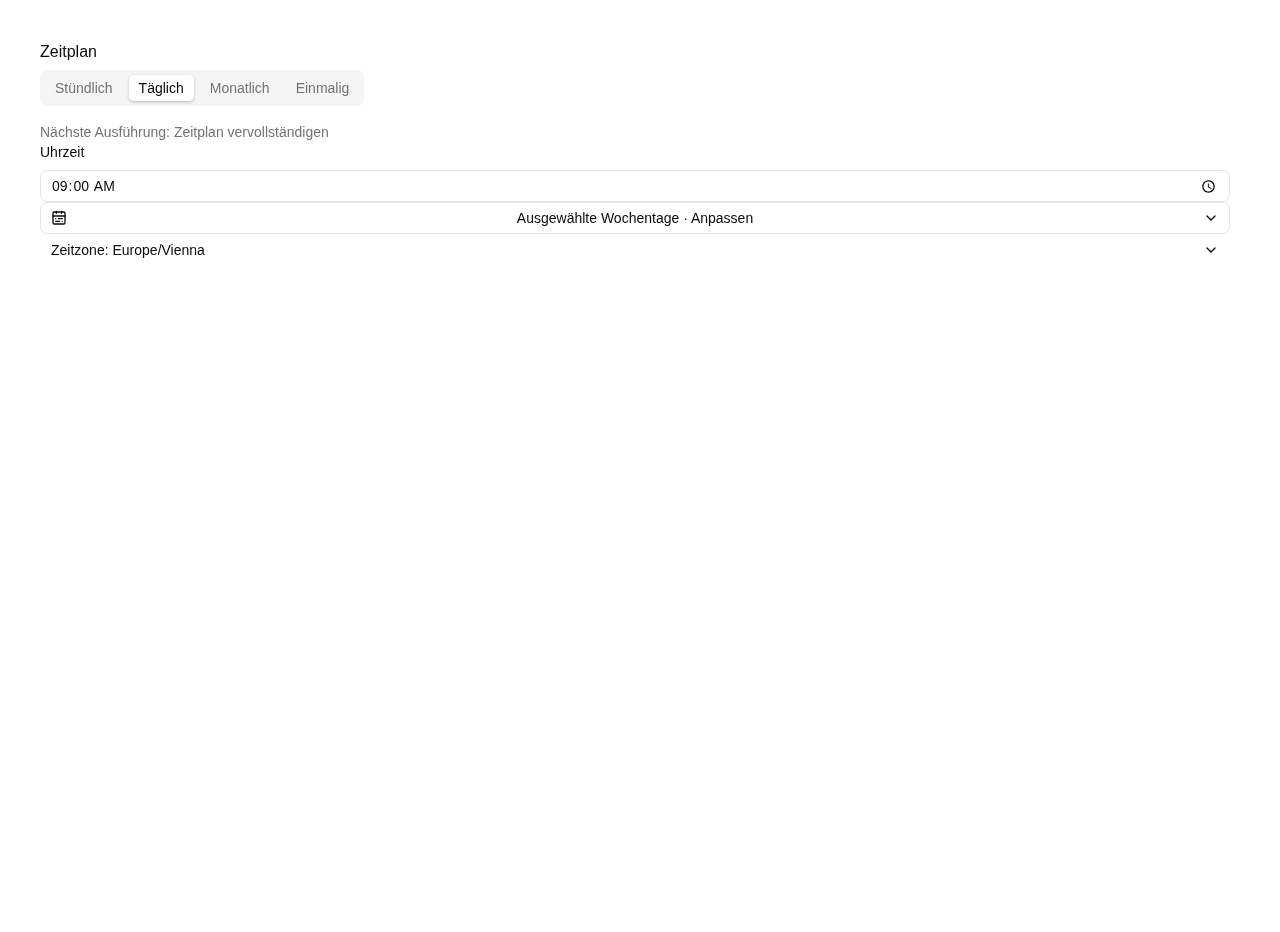 Zeitplan
Stündlich Täglich Monatlich Einmalig
Nächste Ausführung: Zeitplan vervollständigen
Uhrzeit
09:00 AM
Ausgewählte Wochentage · Anpassen
Zeitzone: Europe/Vienna